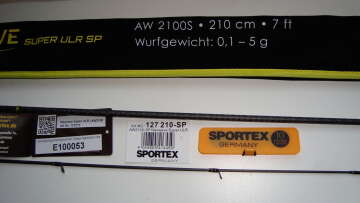 VE SUPER ULR SP
AW 2100S • 210 cm • 7 ft
Wurfgewicht: 0,1 – 5 g
E100053
127 210-SP
SPORTEX
GERMANY
SPORTEX
GERMANY